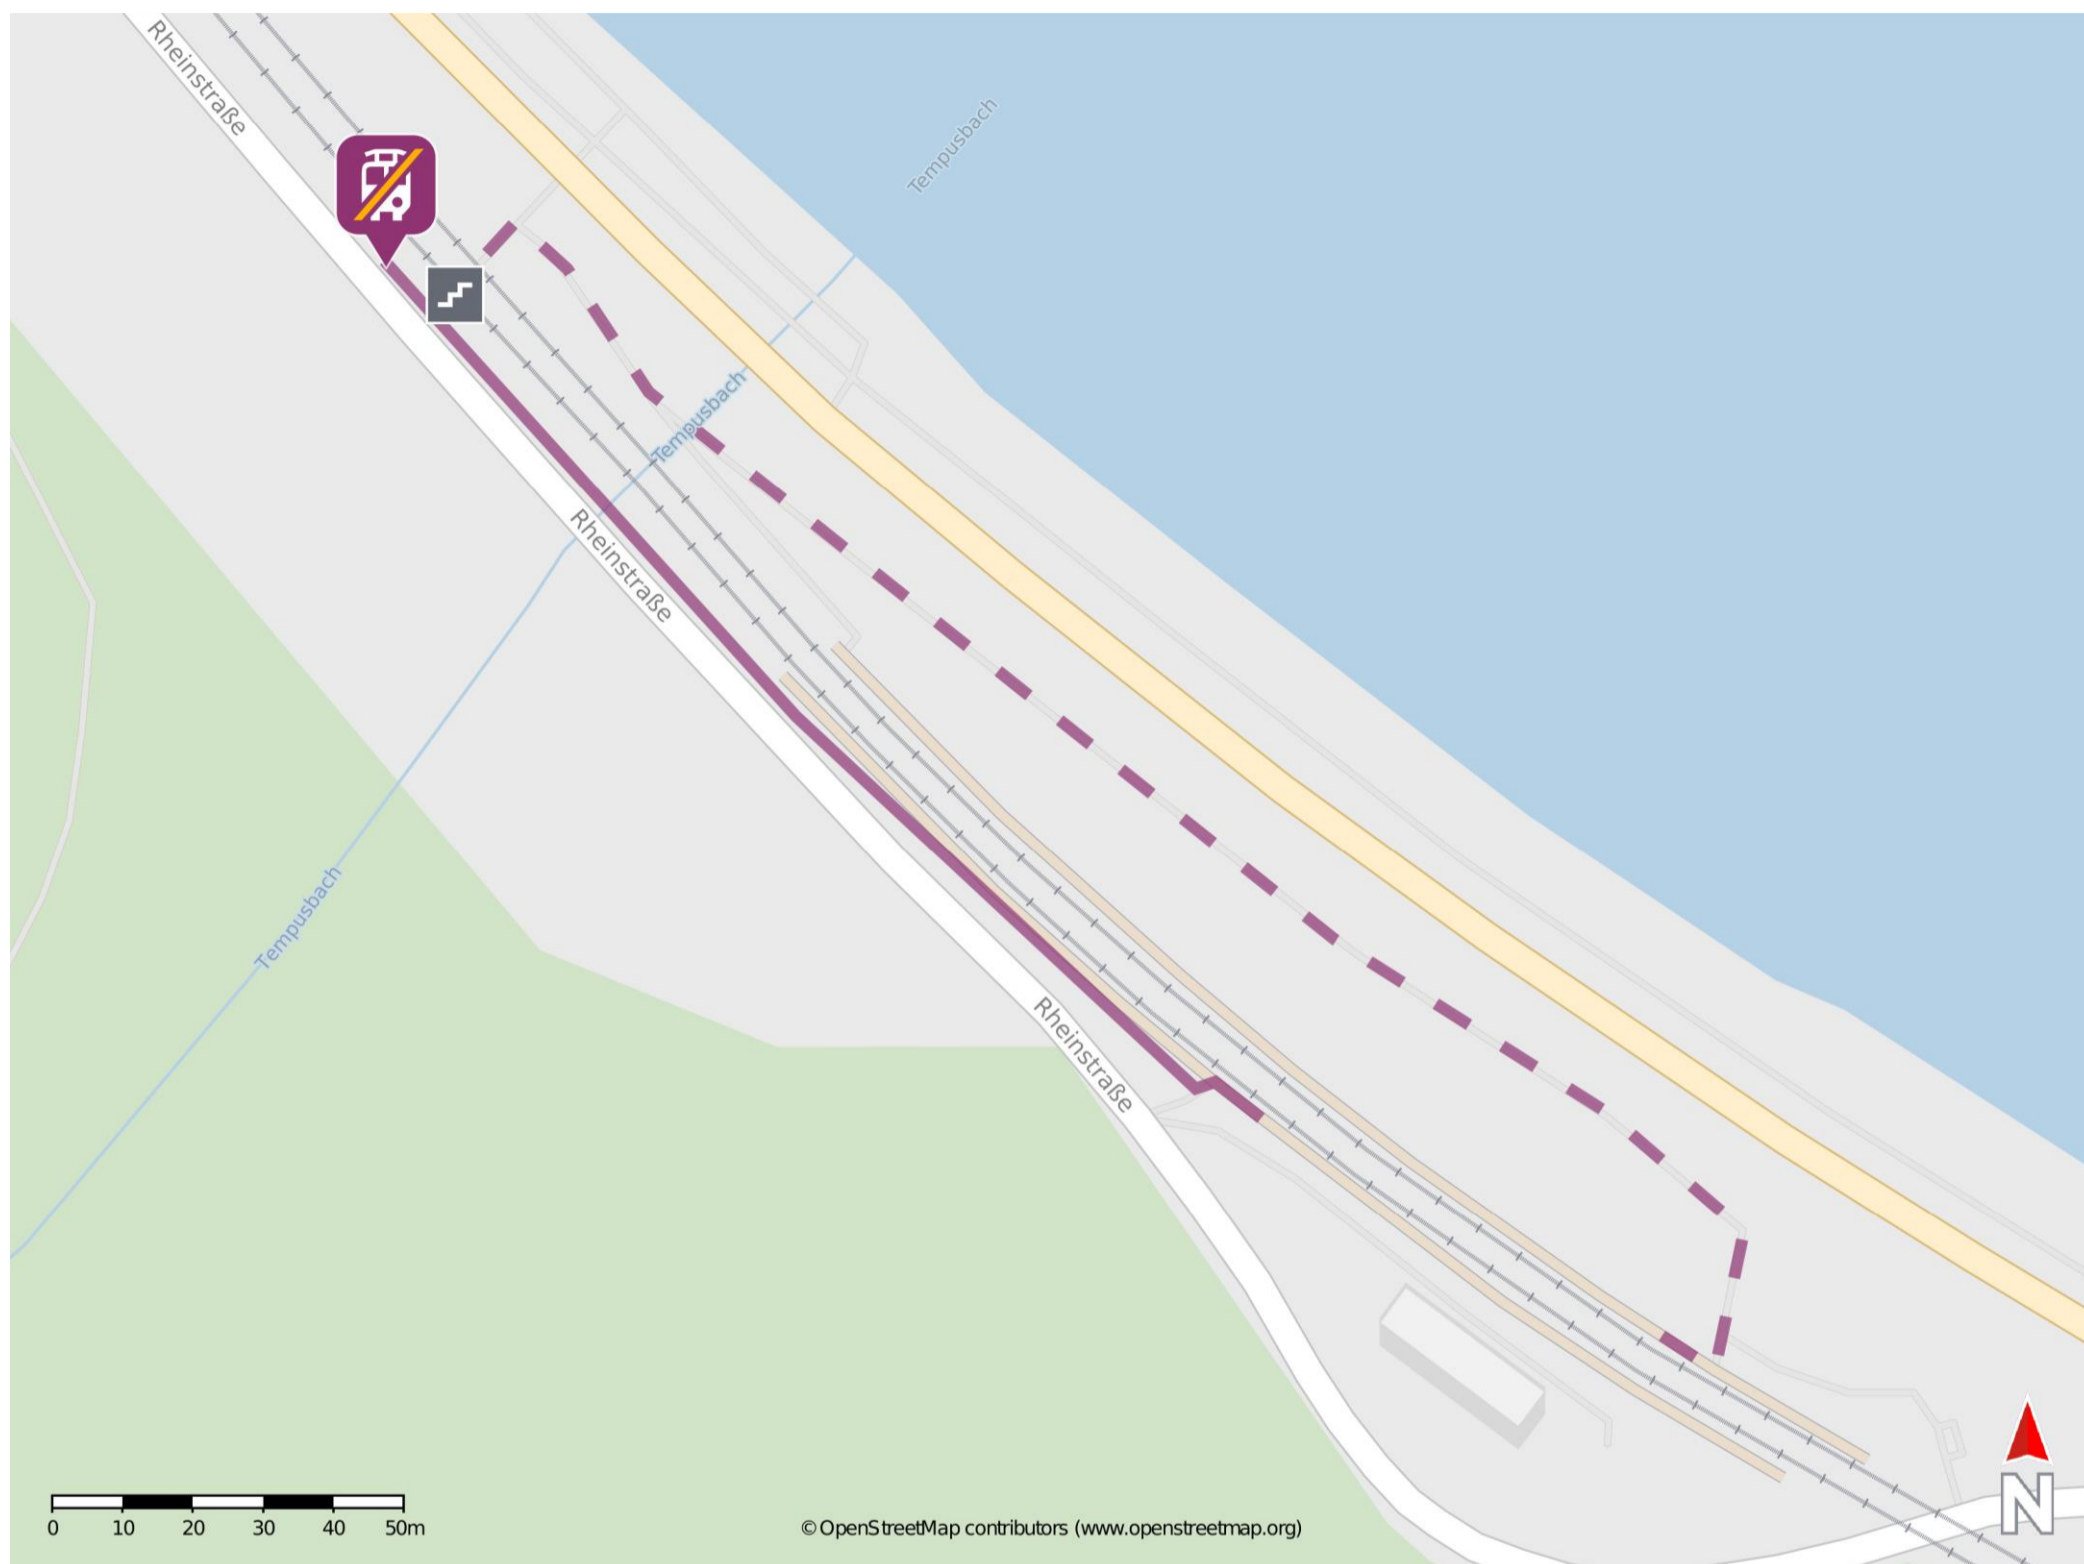 Rheinstraße
Tempusbach
Tempusbach
Rheinstraße
Tempusbach
Rheinstraße
0 10 20 30 40 50m
© OpenStreetMap contributors (www.openstreetmap.org)
N